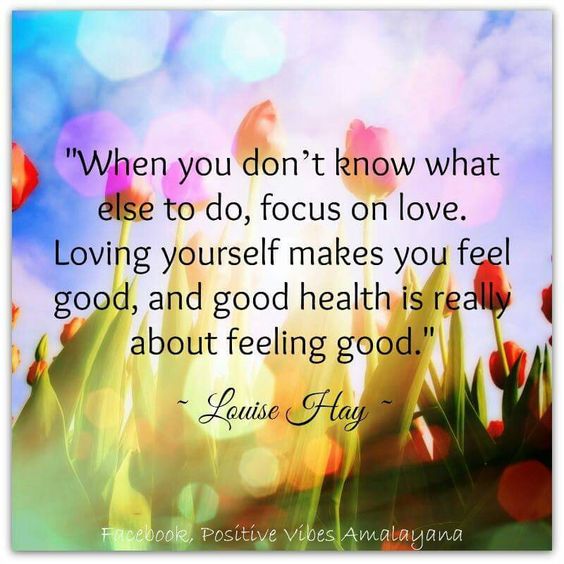 "When you don't know what
else to do, focus on love.
Loving yourself makes you feel
good, and good health is really
about feeling good."
~ Louise Hay ~
Facebook, Positive Vibes Amalayana